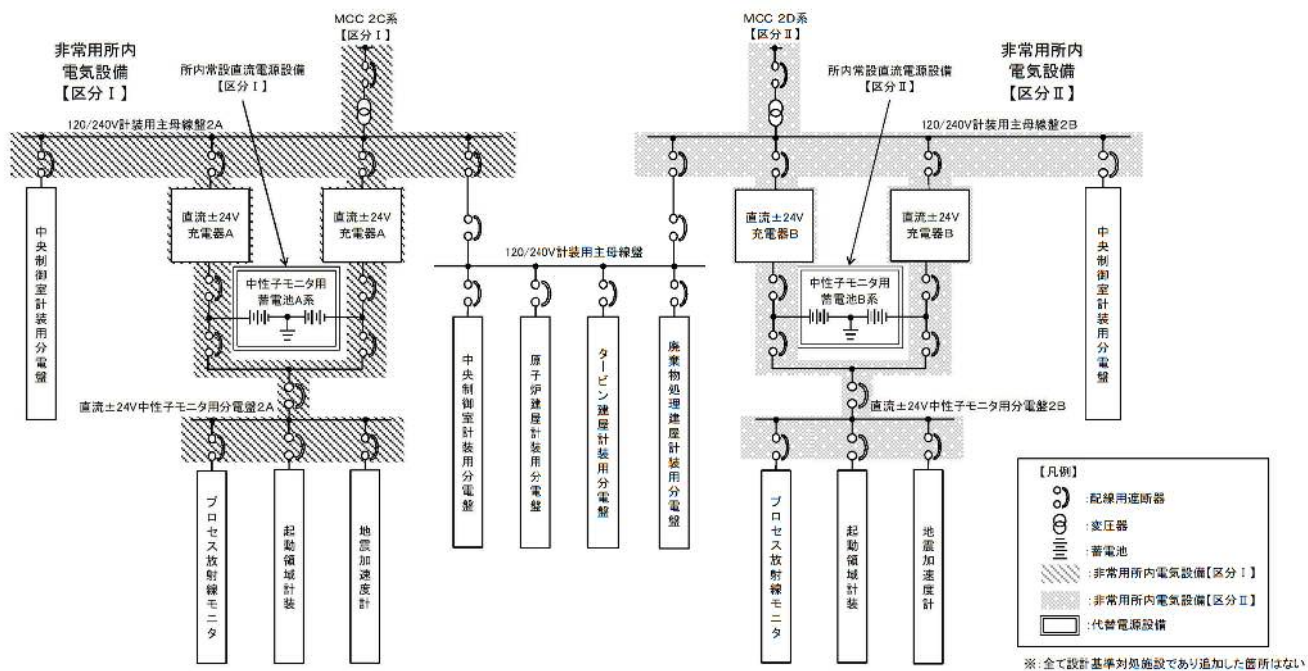 MCC 2C系
【区分Ⅰ】
非常用所内
電気設備
【区分Ⅰ】
所内常設直流電源設備
【区分Ⅰ】
120/240V計装用主母線盤2A
直流±24V
充電器A
直流±24V
充電器A
中性子モニタ用
蓄電池A系
中央制御室計装用分電盤
直流±24V中性子モニタ用分電盤2A
プロセス放射線モニタ
起動領域計装
地震加速度計
120/240V計装用主母線盤
中央制御室計装用分電盤
原子炉建屋計装用分電盤
タービン建屋計装用分電盤
廃棄物処理建屋計装用分電盤
MCC 2D系
【区分Ⅱ】
所内常設直流電源設備
【区分Ⅱ】
非常用所内
電気設備
【区分Ⅱ】
120/240V計装用主母線盤2B
直流±24V
充電器B
直流±24V
充電器B
中性子モニタ用
蓄電池B系
中央制御室計装用分電盤
直流±24V中性子モニタ用分電盤2B
プロセス放射線モニタ
起動領域計装
地震加速度計
【凡例】
:配線用遮断器
:変圧器
:蓄電池
:非常用所内電気設備【区分Ⅰ】
:非常用所内電気設備【区分Ⅱ】
:代替電源設備
※:全て設計基準対処施設であり追加した箇所はない